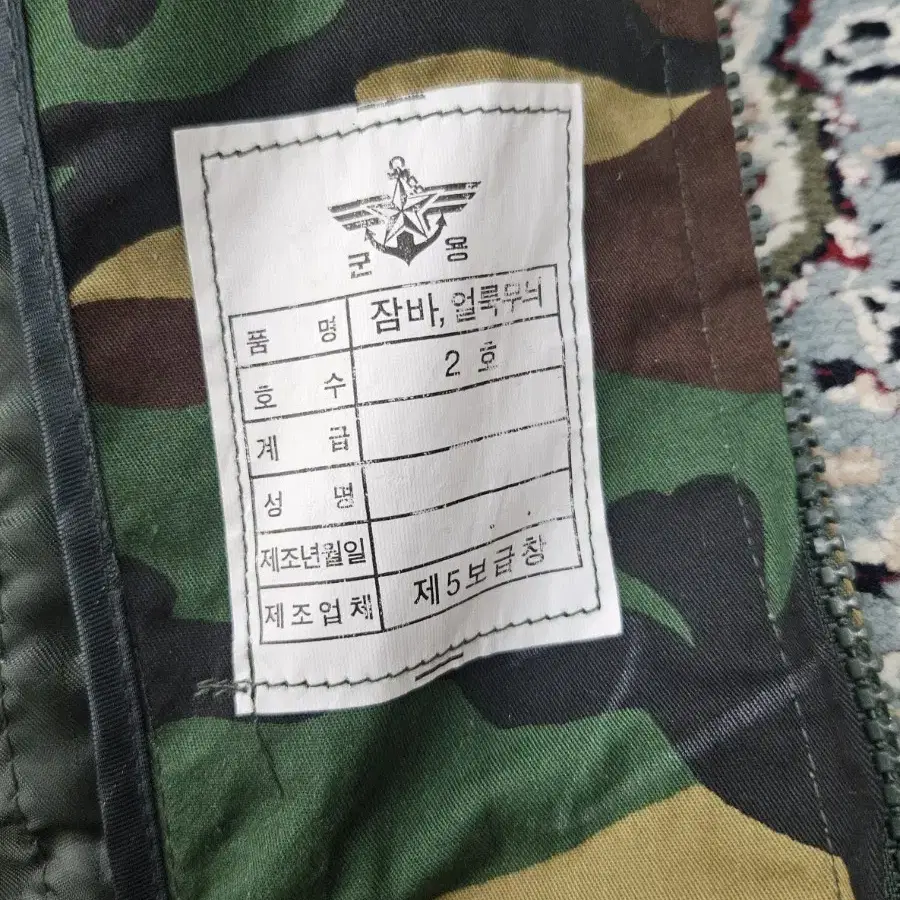 군 용
품 명 잠바, 얼룩무늬
호 수 2 호
계 급
성 명
제조년월일
제조업체 제5보급창